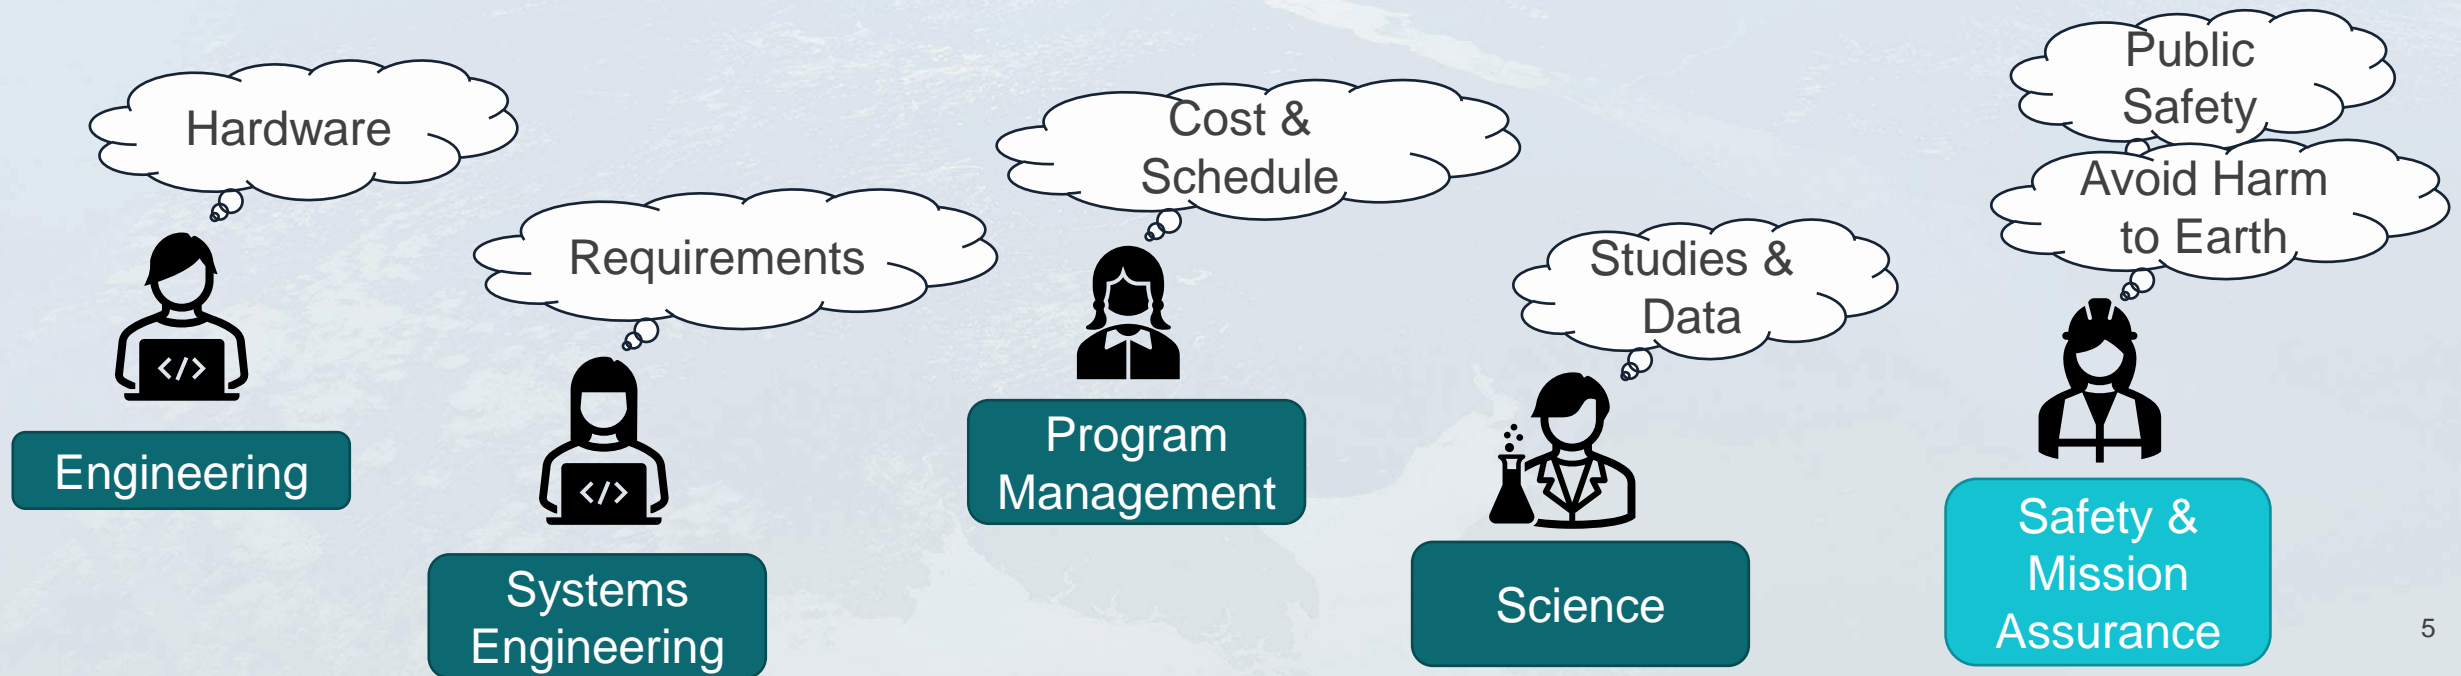 Hardware
Engineering
Requirements
Systems
Engineering
Cost &
Schedule
Program
Management
Studies &
Data
Science
Public
Safety
Avoid Harm
to Earth
</>
</>
Safety &
Mission
Assurance
5